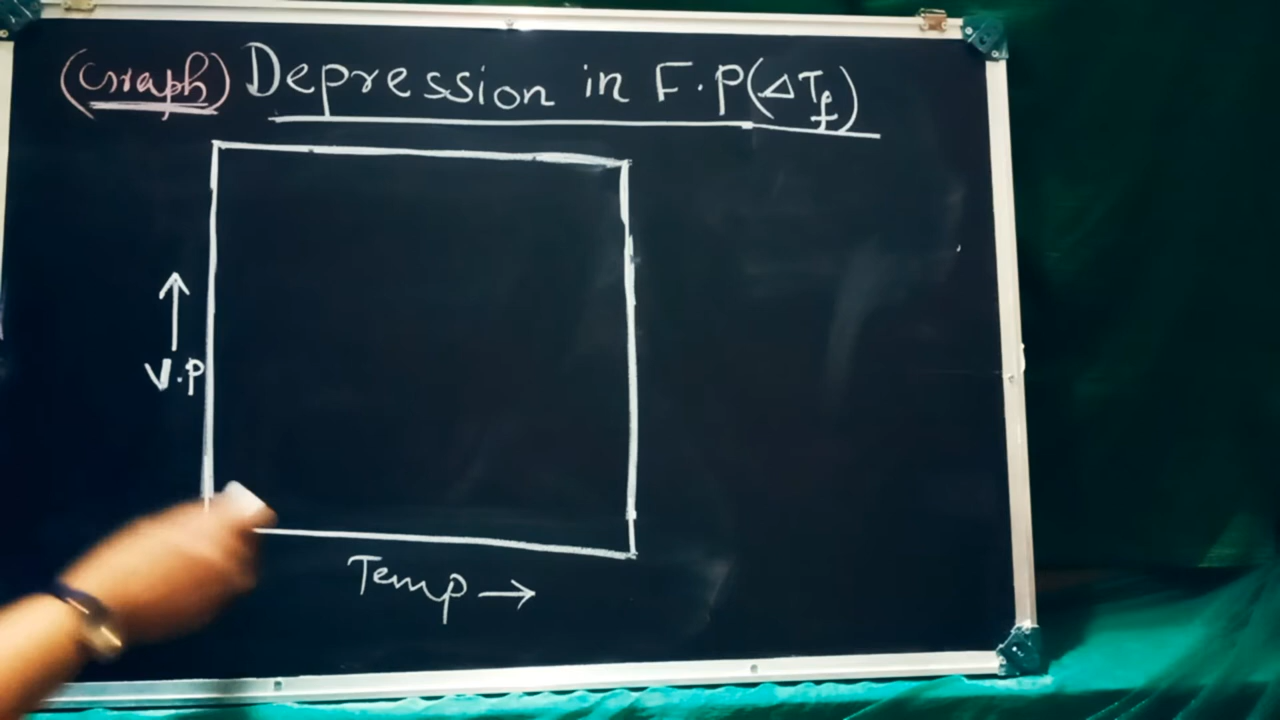 (Graph) Depression in F.P(ΔTf)
↑
V.P
Temp →